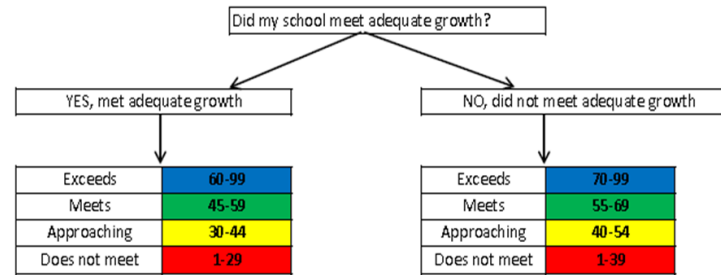 Did my school meet adequate growth?
YES, met adequate growth
NO, did not meet adequate growth
Exceeds 60-99
Meets 45-59
Approaching 30-44
Does not meet 1-29
Exceeds 70-99
Meets 55-69
Approaching 40-54
Does not meet 1-39